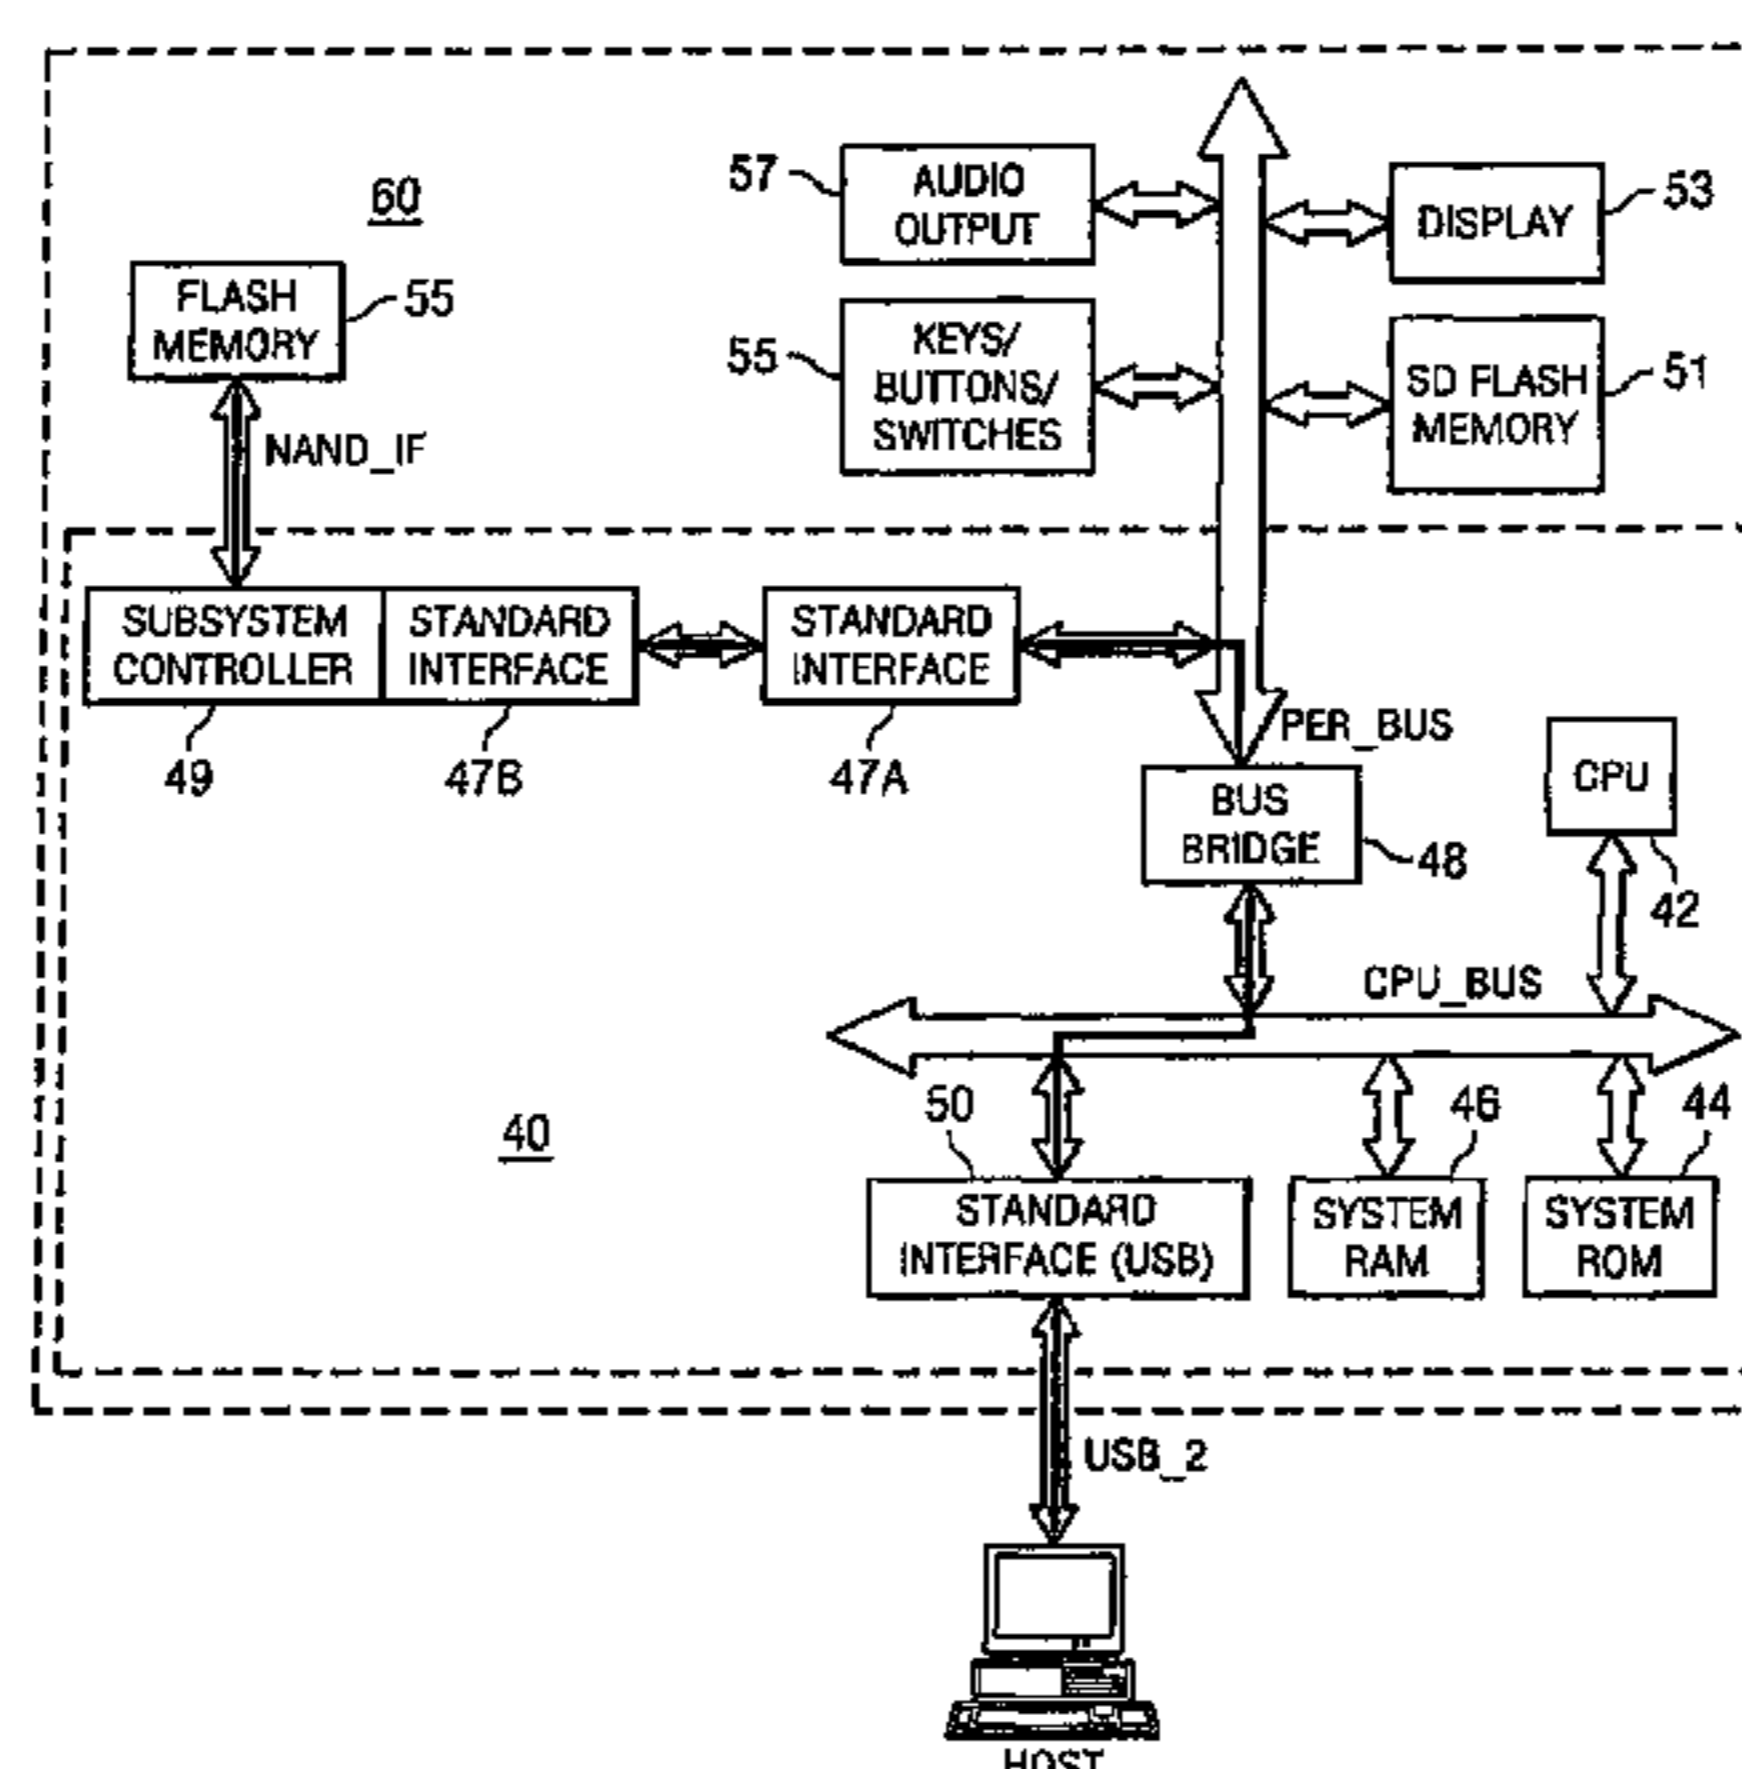 57
AUDIO
OUTPUT
DISPLAY
53
60
FLASH
MEMORY
55
55
KEYS/
BUTTONS/
SWITCHES
SD FLASH
MEMORY
51
NAND_IF
SUBSYSTEM
CONTROLLER
STANDARD
INTERFACE
STANDARD
INTERFACE
49
47B
47A
PER_BUS
BUS
BRIDGE
48
CPU
42
CPU_BUS
40
50
46
44
STANDARD
INTERFACE (USB)
SYSTEM
RAM
SYSTEM
ROM
USB_2
HOST